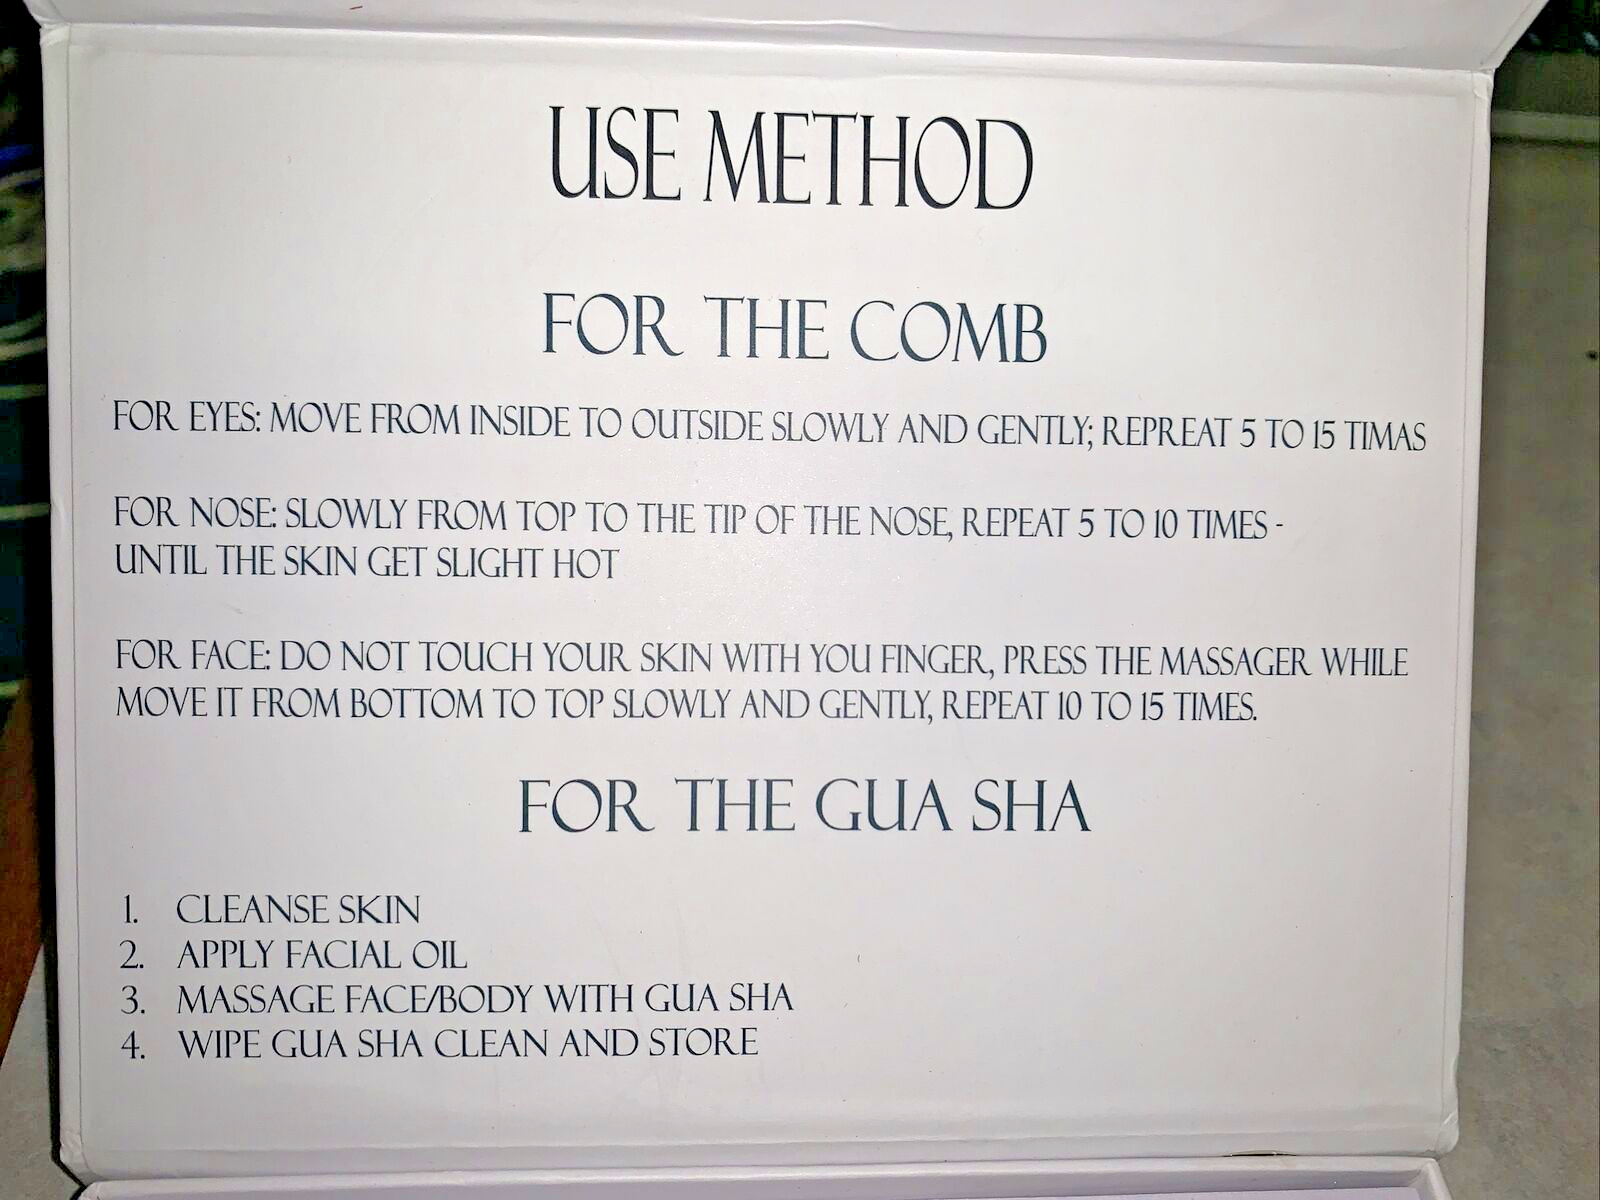 USE METHOD
FOR THE COMB
FOR EYES: MOVE FROM INSIDE TO OUTSIDE SLOWLY AND GENTLY; REPREAT 5 TO 15 TIMAS
FOR NOSE: SLOWLY FROM TOP TO THE TIP OF THE NOSE, REPEAT 5 TO 10 TIMES -
UNTIL THE SKIN GET SLIGHT HOT
FOR FACE: DO NOT TOUCH YOUR SKIN WITH YOU FINGER, PRESS THE MASSAGER WHILE
MOVE IT FROM BOTTOM TO TOP SLOWLY AND GENTLY, REPEAT 10 TO 15 TIMES.
FOR THE GUA SHA
1. CLEANSE SKIN
2. APPLY FACIAL OIL
3. MASSAGE FACE/BODY WITH GUA SHA
4. WIPE GUA SHA CLEAN AND STORE